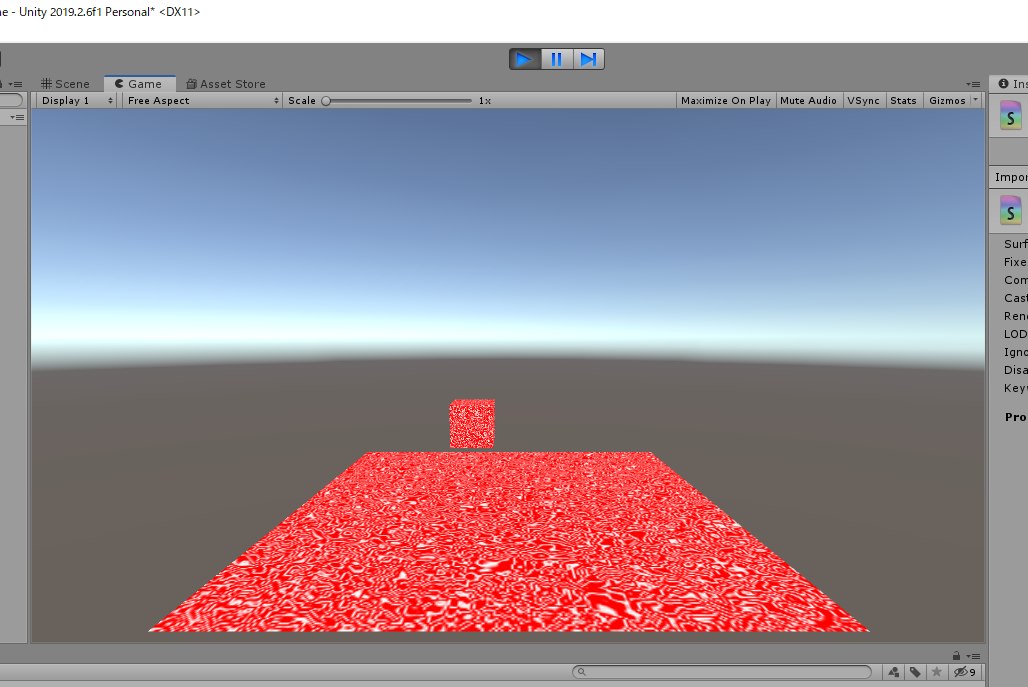 ne - Unity 2019.2.6f1 Personal* <DX11>
Scene Game Asset Store Ins
Display 1 Free Aspect Scale 1x Maximize On Play Mute Audio VSync Stats Gizmos
S
Impor
S
Surf
Fixe
Com
Cast
Rend
LOD
Igno
Disa
Keyw
Pro
9